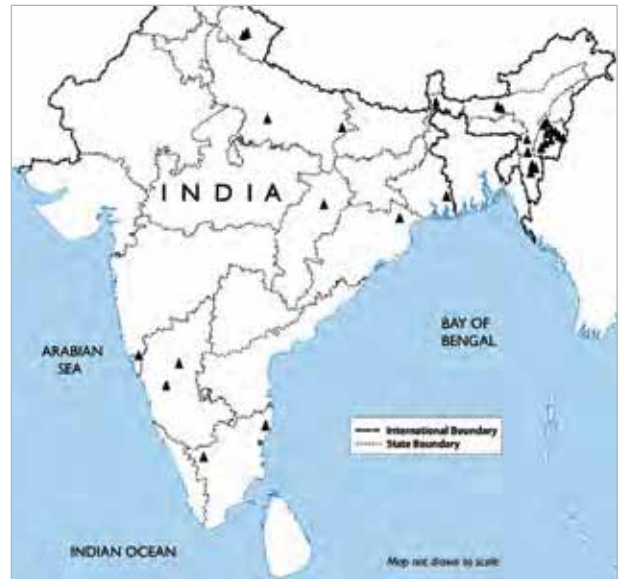 INDIA
ARABIAN
SEA
BAY OF
BENGAL
International Boundary
State Boundary
INDIAN OCEAN
Map not drawn to scale